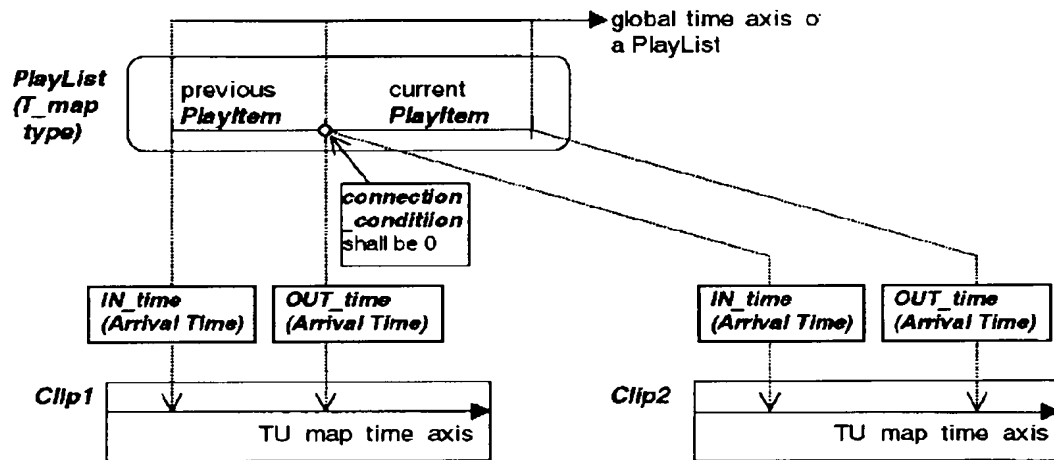 global time axis o
a PlayList
PlayList
(T_map
type)
previous
PlayItem
current
PlayItem
connection
_conditiion
shall be 0
IN_time
(Arrival Time)
OUT_time
(Arrival Time)
IN_time
(Arrival Time)
OUT_time
(Arrival Time)
Clip1
TU map time axis
Clip2
TU map time axis